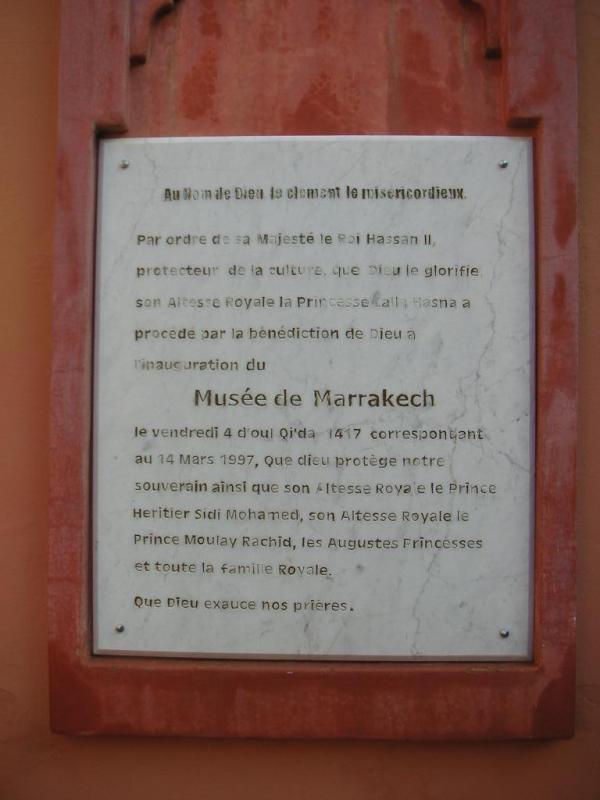 Au Nom de Dieu le clement le misericordieux.
Par ordre de sa Majesté le Roi Hassan II,
protecteur de la culture, que Dieu le glorifie,
son Altesse Royale la Princesse Lalla Hasna a
procédé par la bénédiction de Dieu a
l'inauguration du
Musée de Marrakech
le vendredi 4 d'oul Qi'da 1417 correspontant
au 14 Mars 1997, Que dieu protège notre
souverain ainsi que son Altesse Royale le Prince
Heritier Sidi Mohamed, son Altesse Royale le
Prince Moulay Rachid, les Augustes Princesses
et toute la famille Royale.
Que Dieu exauce nos prières.